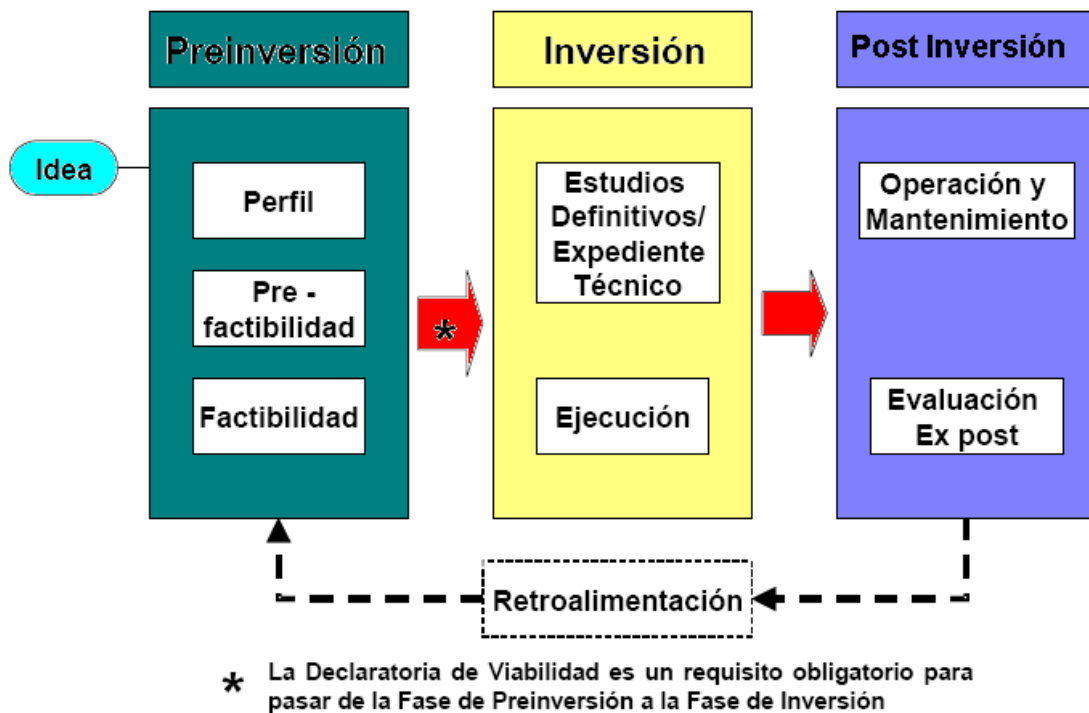 Preinversión
Inversión
Post Inversión
Idea
Perfil
Pre -
factibilidad
Factibilidad
*
Estudios
Definitivos/
Expediente
Técnico
Ejecución
Operación y
Mantenimiento
Evaluación
Ex post
Retroalimentación
* La Declaratoria de Viabilidad es un requisito obligatorio para
pasar de la Fase de Preinversión a la Fase de Inversión